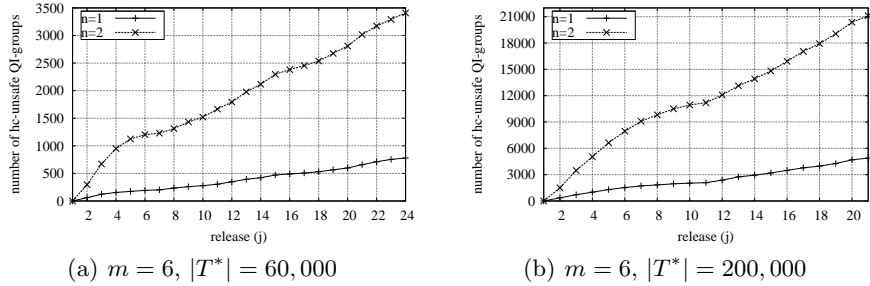 3500
3000
2500
2000
1500
1000
500
0
number of hc-unsafe QI-groups
n=1
n=2
2 4 6 8 10 12 14 16 18 20 22 24
release (j)
(a) m = 6, |T*| = 60,000
21000
18000
15000
12000
9000
6000
3000
0
number of hc-unsafe QI-groups
n=1
n=2
2 4 6 8 10 12 14 16 18 20
release (j)
(b) m = 6, |T*| = 200,000